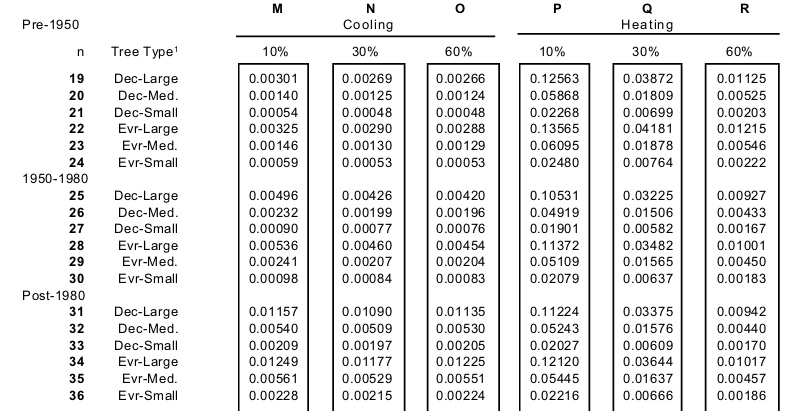 M N O P Q R
Pre-1950 Cooling Heating
n Tree Type¹ 10% 30% 60% 10% 30% 60%
19 Dec-Large 0.00301 0.00269 0.00266 0.12563 0.03872 0.01125
20 Dec-Med. 0.00140 0.00125 0.00124 0.05868 0.01809 0.00525
21 Dec-Small 0.00054 0.00048 0.00048 0.02268 0.00699 0.00203
22 Evr-Large 0.00325 0.00290 0.00288 0.13565 0.04181 0.01215
23 Evr-Med. 0.00146 0.00130 0.00129 0.06095 0.01878 0.00546
24 Evr-Small 0.00059 0.00053 0.00053 0.02480 0.00764 0.00222
1950-1980
25 Dec-Large 0.00496 0.00426 0.00420 0.10531 0.03225 0.00927
26 Dec-Med. 0.00232 0.00199 0.00196 0.04919 0.01506 0.00433
27 Dec-Small 0.00090 0.00077 0.00076 0.01901 0.00582 0.00167
28 Evr-Large 0.00536 0.00460 0.00454 0.11372 0.03482 0.01001
29 Evr-Med. 0.00241 0.00207 0.00204 0.05109 0.01565 0.00450
30 Evr-Small 0.00098 0.00084 0.00083 0.02079 0.00637 0.00183
Post-1980
31 Dec-Large 0.01157 0.01090 0.01135 0.11224 0.03375 0.00942
32 Dec-Med. 0.00540 0.00509 0.00530 0.05243 0.01576 0.00440
33 Dec-Small 0.00209 0.00197 0.00205 0.02027 0.00609 0.00170
34 Evr-Large 0.01249 0.01177 0.01225 0.12120 0.03644 0.01017
35 Evr-Med. 0.00561 0.00529 0.00551 0.05445 0.01637 0.00457
36 Evr-Small 0.00228 0.00215 0.00224 0.02216 0.00666 0.00186